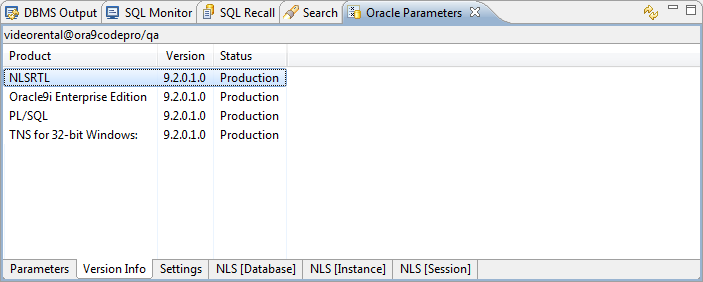 DBMS Output SQL Monitor SQL Recall Search Oracle Parameters
videorental@ora9codepro/qa
Product Version Status
NLSRTL 9.2.0.1.0 Production
Oracle9i Enterprise Edition 9.2.0.1.0 Production
PL/SQL 9.2.0.1.0 Production
TNS for 32-bit Windows: 9.2.0.1.0 Production
Parameters Version Info Settings NLS [Database] NLS [Instance] NLS [Session]